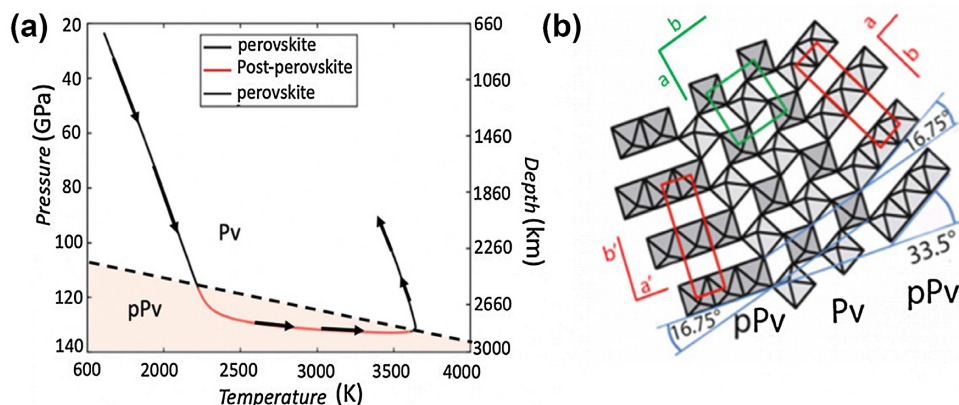 (a)
20
40
60
80
100
120
140
Pressure (GPa)
600
2000
2500
3000
3500
4000
Temperature (K)
660
1060
1460
1860
2260
2660
3000
Depth (km)
perovskite
Post-perovskite
perovskite
Pv
pPv
(b)
b
a
a
b
b'
a'
16.75°
33.5°
16.75°
pPv
Pv
pPv